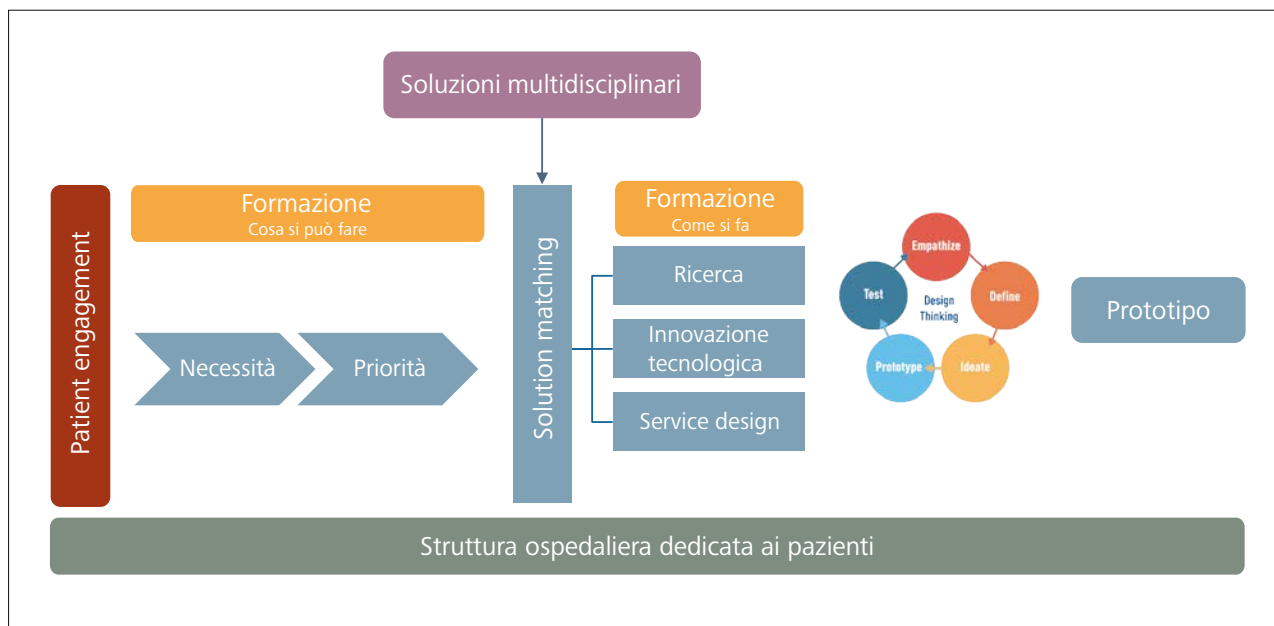 Soluzioni multidisciplinari
Patient engagement
Formazione
Cosa si può fare
Necessità
Priorità
Solution matching
Formazione
Come si fa
Ricerca
Innovazione
tecnologica
Service design
Empathize
Define
Ideate
Prototype
Test
Design
Thinking
Prototipo
Struttura ospedaliera dedicata ai pazienti